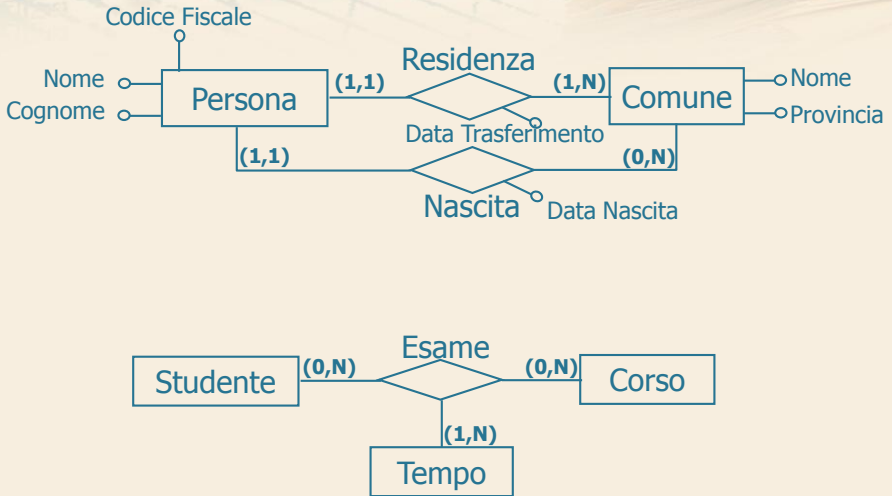 Codice Fiscale
Nome
Cognome
Persona
(1,1)
Residenza
(1,N)
Comune
Nome
Provincia
Data Trasferimento
(1,1)
(0,N)
Nascita
Data Nascita
Studente
(0,N)
Esame
(0,N)
Corso
(1,N)
Tempo